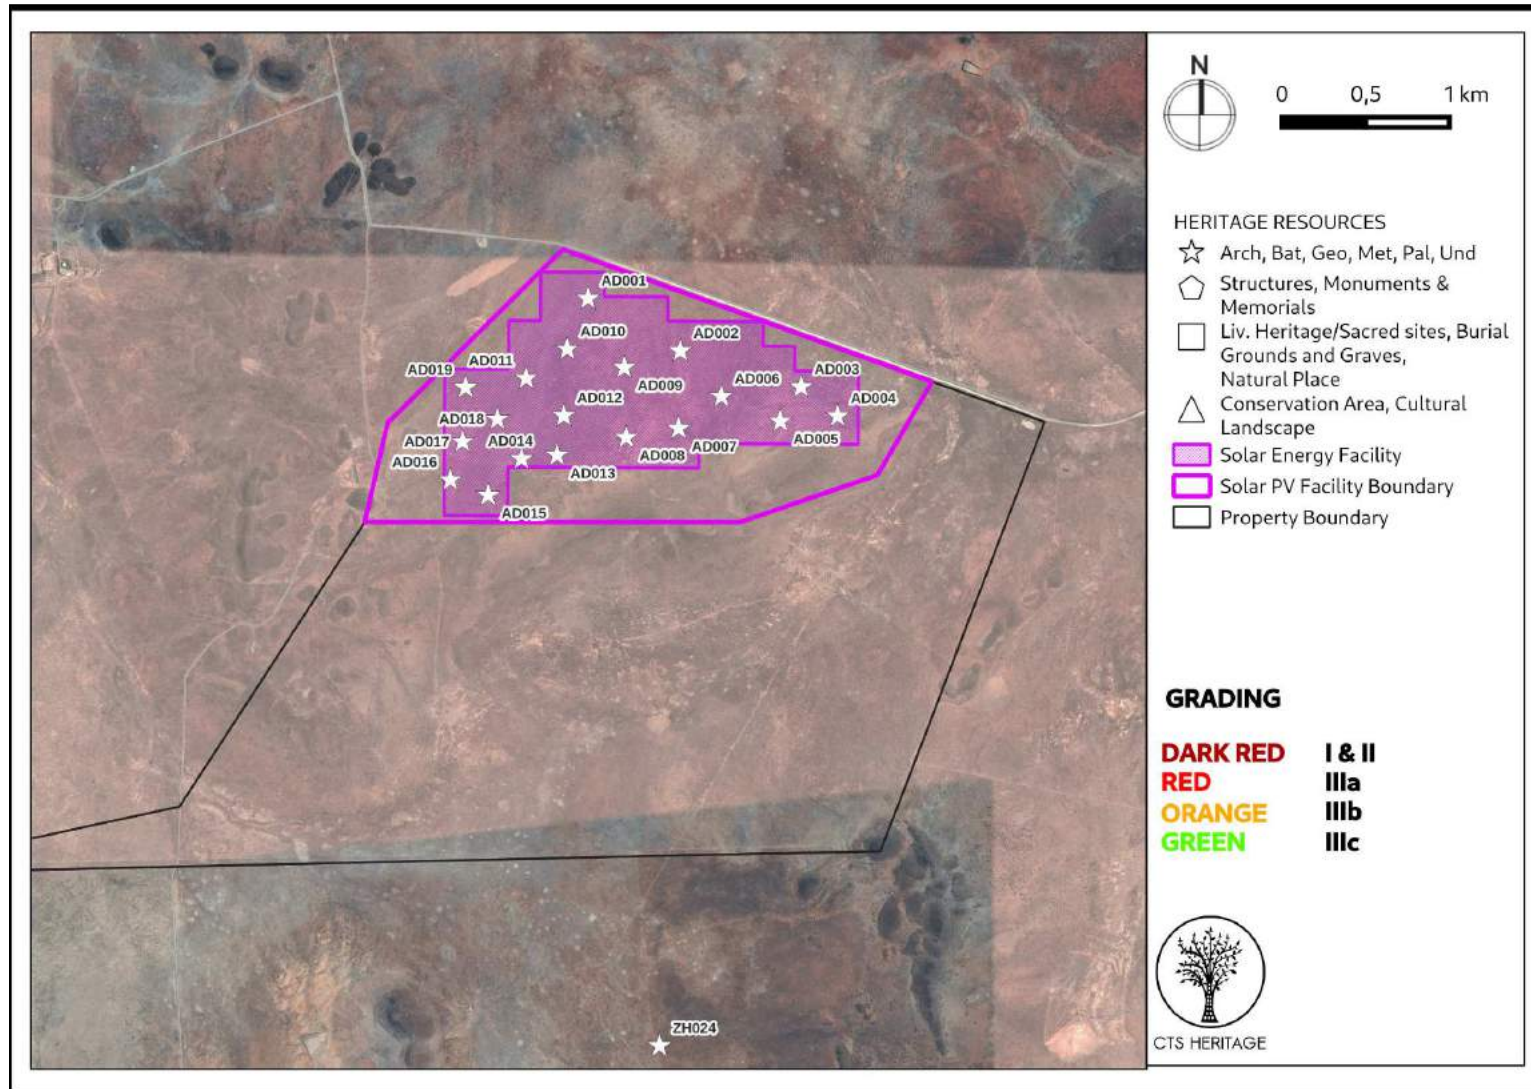 N
0 0,5 1 km
HERITAGE RESOURCES
Arch, Bat, Geo, Met, Pal, Und
Structures, Monuments &
Memorials
Liv. Heritage/Sacred sites, Burial
Grounds and Graves,
Natural Place
Conservation Area, Cultural
Landscape
Solar Energy Facility
Solar PV Facility Boundary
Property Boundary
GRADING
DARK RED I & II
RED IIIa
ORANGE IIIb
GREEN IIIc
CTS HERITAGE
AD001
AD010
AD002
AD011
AD019
AD009
AD006
AD003
AD012
AD004
AD018
AD017
AD014
AD005
AD007
AD008
AD016
AD013
AD015
ZH024